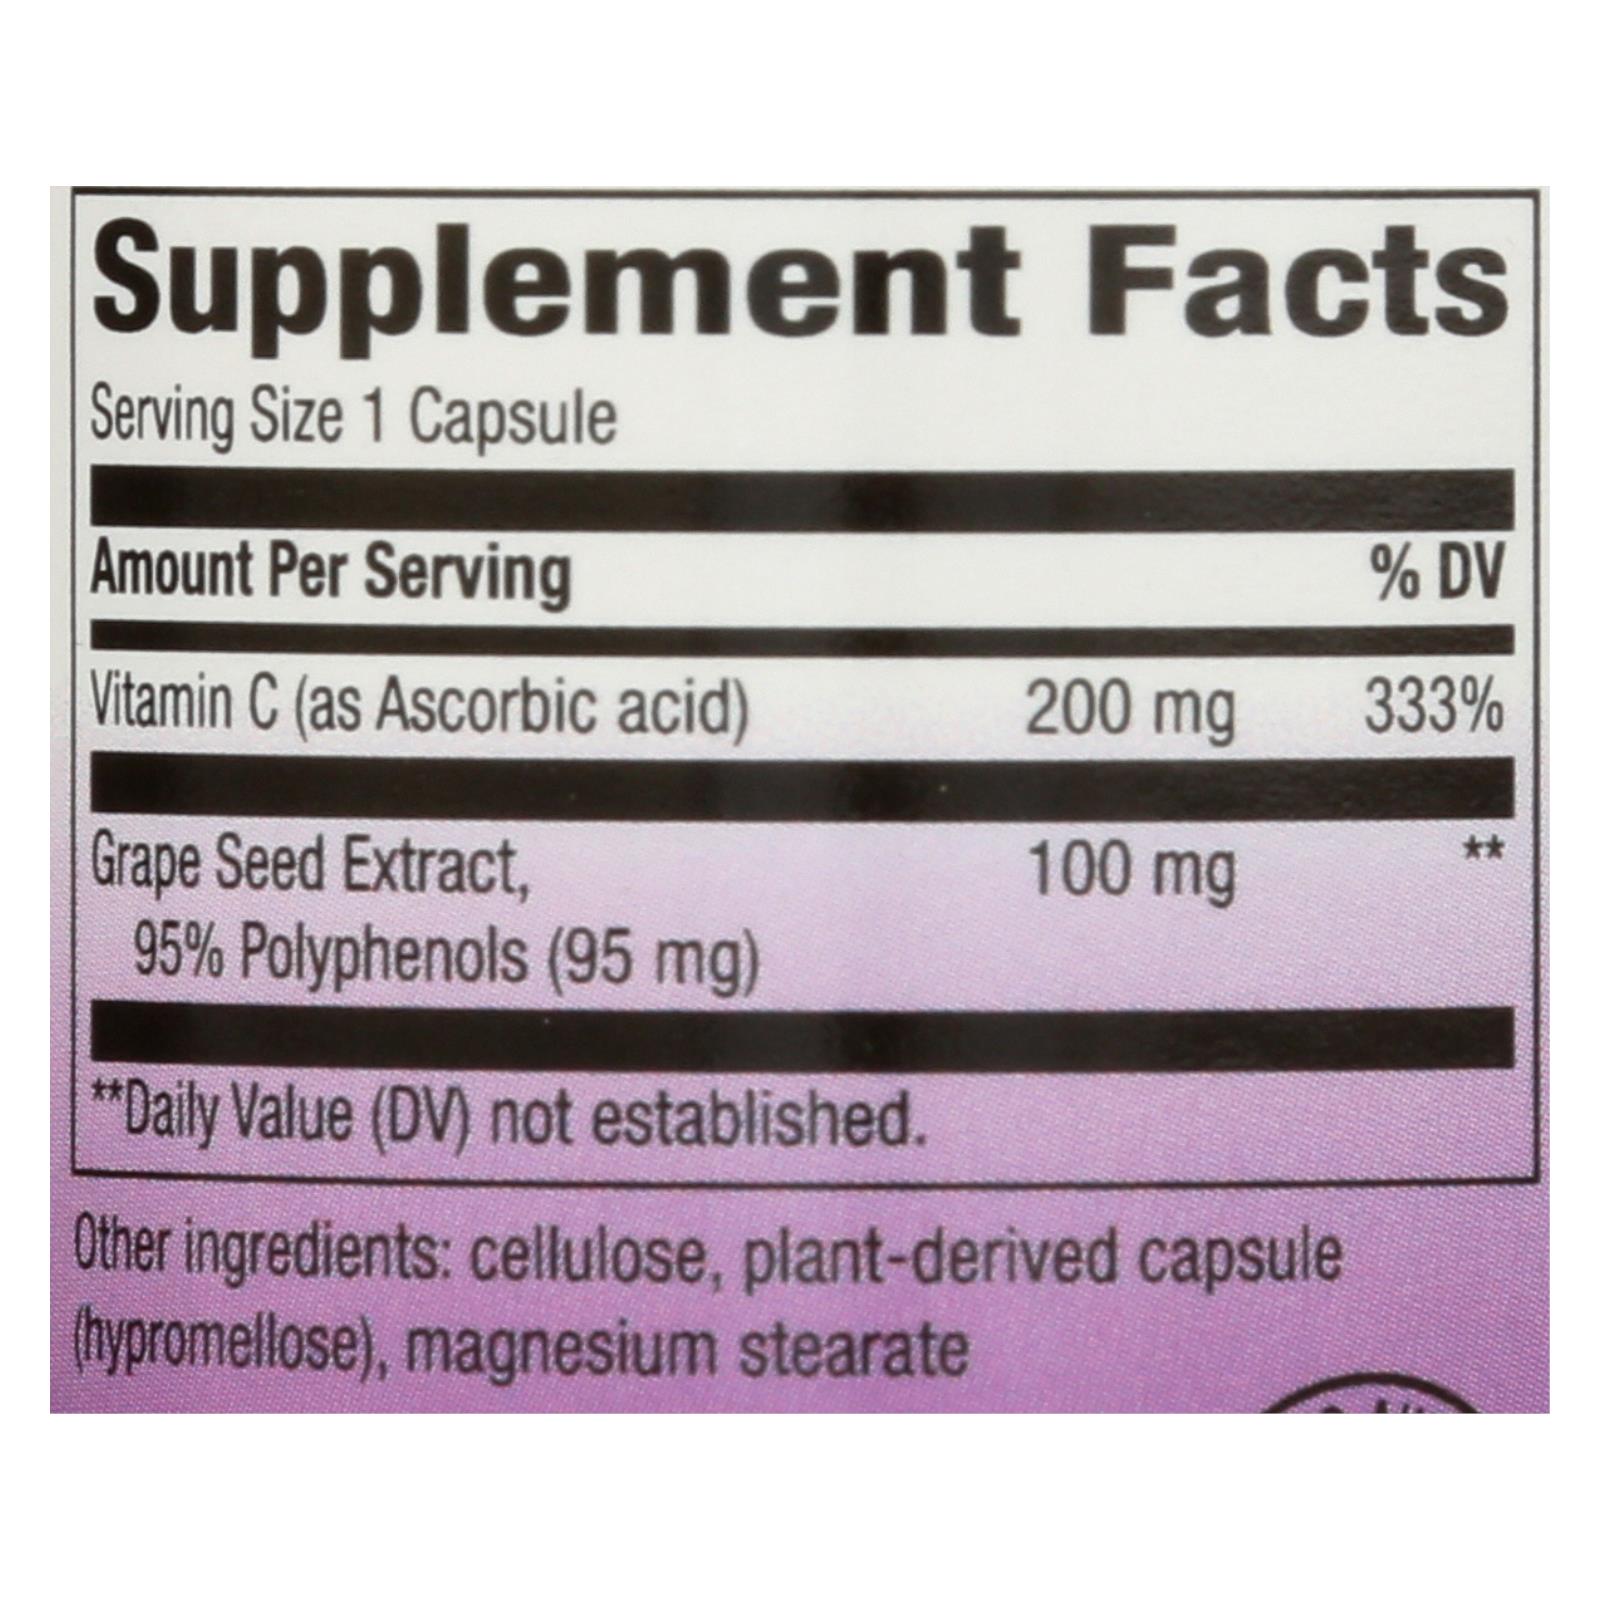 Supplement Facts
Serving Size 1 Capsule
Amount Per Serving % DV
Vitamin C (as Ascorbic acid) 200 mg 333%
Grape Seed Extract, 100 mg **
95% Polyphenols (95 mg)
**Daily Value (DV) not established.
Other ingredients: cellulose, plant-derived capsule
(hypromellose), magnesium stearate